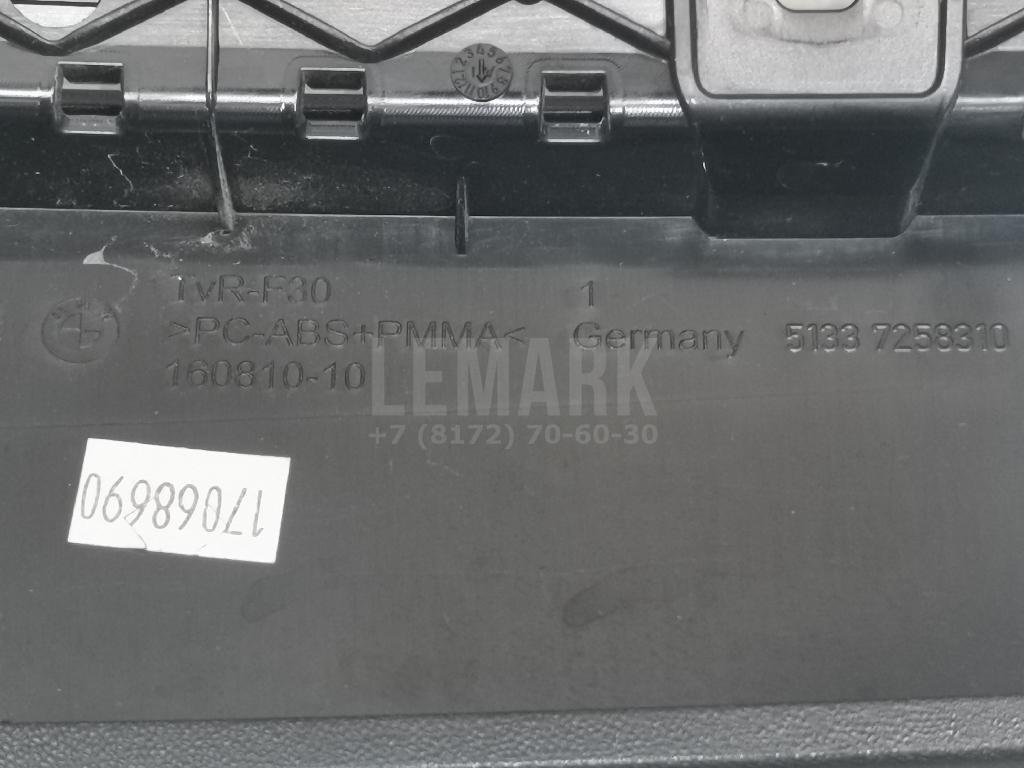 TvR-F30 1
>PC-ABS+PMMA< Germany 5133 7258310
160810-10
LEMARK
+7 (8172) 70-60-30
17068690